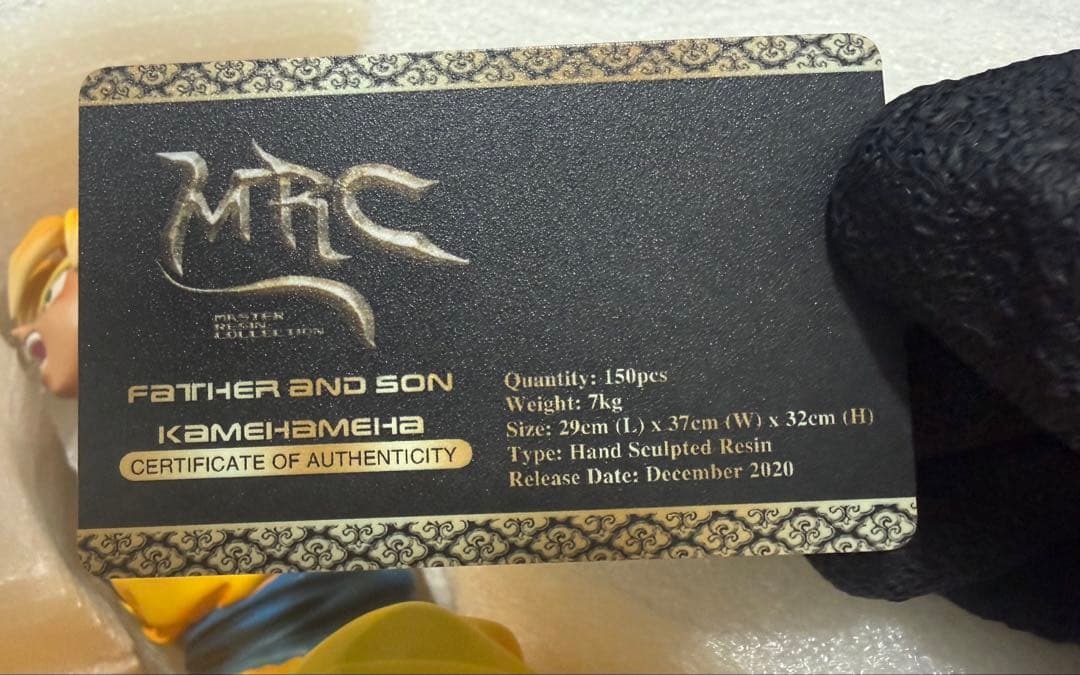 MRC
MASTER
RESIN
COLLECTION
FATHER AND SON
KAMEHAMEHA
CERTIFICATE OF AUTHENTICITY
Quantity: 150pcs
Weight: 7kg
Size: 29cm (L) x 37cm (W) x 32cm (H)
Type: Hand Sculpted Resin
Release Date: December 2020